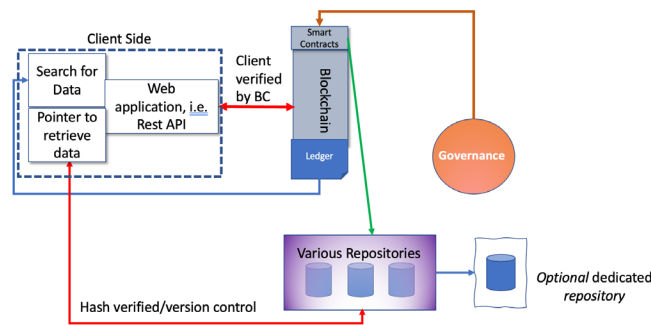 Client Side
Search for
Data
Pointer to
retrieve
data
Web
application, i.e.
Rest API
Client
verified
by BC
Smart
Contracts
Blockchain
Ledger
Governance
Various Repositories
Optional dedicated
repository
Hash verified/version control